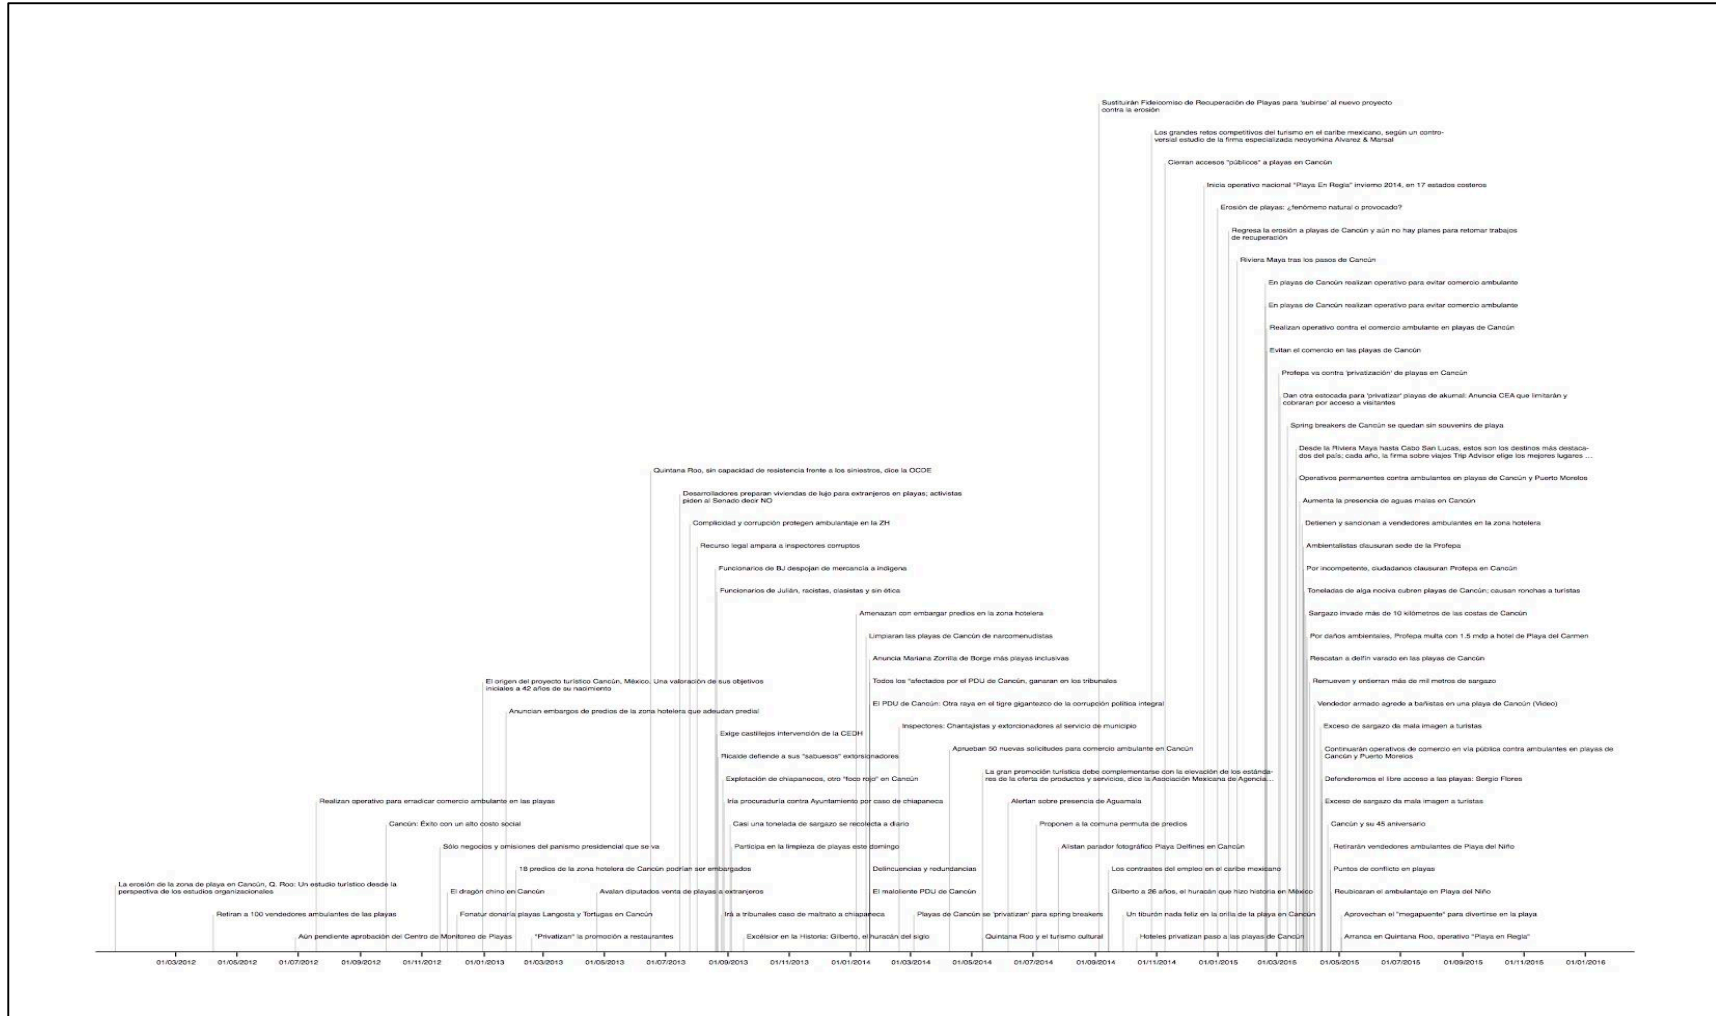 Sustituirán Fideicomiso de Recuperación de Playas para 'subirse' al nuevo proyecto
contra la erosión
Los grandes retos competitivos del turismo en el caribe mexicano, según un contro-
versial estudio de la firma especializada neoyorkina Alvarez & Marsal
Cierran accesos "públicos" a playas en Cancún
Inicia operativo nacional "Playa En Regla" invierno 2014, en 17 estados costeros
Erosión de playas: ¿fenómeno natural o provocado?
Regresa la erosión a playas de Cancún y aún no hay planes para retomar trabajos
de recuperación
Riviera Maya tras los pasos de Cancún
En playas de Cancún realizan operativo para evitar comercio ambulante
En playas de Cancún realizan operativo para evitar comercio ambulante
Realizan operativo contra el comercio ambulante en playas de Cancún
Evitan el comercio en las playas de Cancún
Profepa va contra 'privatización' de playas en Cancún
Dan otra estocada para 'privatizar' playas de akumal: Anuncia CEA que limitarán y
cobraran por acceso a visitantes
Spring breakers de Cancún se quedan sin souvenirs de playa
Desde la Riviera Maya hasta Cabo San Lucas, estos son los destinos más destaca-
dos del país; cada año, la firma sobre viajes Trip Advisor elige los mejores lugares ...
Quintana Roo, sin capacidad de resistencia frente a los siniestros, dice la OCDE
Operativos permanentes contra ambulantes en playas de Cancún y Puerto Morelos
Desarrolladores preparan viviendas de lujo para extranjeros en playas; activistas
piden al Senado decir NO
Aumenta la presencia de aguas malas en Cancún
Complicidad y corrupción protegen ambulantaje en la ZH
Detienen y sancionan a vendedores ambulantes en la zona hotelera
Recurso legal ampara a inspectores corruptos
Ambientalistas clausuran sede de la Profepa
Funcionarios de BJ despojan de mercancía a indígena
Por incompetente, ciudadanos clausuran Profepa en Cancún
Funcionarios de Julián, racistas, clasistas y sin ética
Toneladas de alga nociva cubren playas de Cancún; causan ronchas a turistas
Amenazan con embargar predios en la zona hotelera
Sargazo invade más de 10 kilómetros de las costas de Cancún
Limpiaran las playas de Cancún de narcomenudistas
Por daños ambientales, Profepa multa con 1.5 mdp a hotel de Playa del Carmen
Anuncia Mariana Zorrilla de Borge más playas inclusivas
Rescatan a delfín varado en las playas de Cancún
El origen del proyecto turístico Cancún, México. Una valoración de sus objetivos
iniciales a 42 años de su nacimiento
Todos los "afectados por el PDU de Cancún, ganaran en los tribunales
Remueven y entierran más de mil metros de sargazo
Anuncian embargos de predios de la zona hotelera que adeudan predial
El PDU de Cancún: Otra raya en el tigre gigantezco de la corrupción política integral
Vendedor armado agrede a bañistas en una playa de Cancún (Video)
Exige castillejos intervención de la CEDH
Inspectores: Chantajistas y extorcionadores al servicio de municipio
Exceso de sargazo da mala imagen a turistas
Ricalde defiende a sus "sabuesos" extorsionadores
Aprueban 50 nuevas solicitudes para comercio ambulante en Cancún
Continuarán operativos de comercio en vía pública contra ambulantes en playas de
Cancún y Puerto Morelos
Explotación de chiapanecos, otro "foco rojo" en Cancún
La gran promoción turística debe complementarse con la elevación de los estánda-
res de la oferta de productos y servicios, dice la Asociación Mexicana de Agencia...
Defenderemos el libre acceso a las playas: Sergio Flores
Realizan operativo para erradicar comercio ambulante en las playas
Iría procuraduría contra Ayuntamiento por caso de chiapaneca
Alertan sobre presencia de Aguamala
Exceso de sargazo da mala imagen a turistas
Cancún: Éxito con un alto costo social
Casi una tonelada de sargazo se recolecta a diario
Proponen a la comuna permuta de predios
Cancún y su 45 aniversario
Sólo negocios y omisiones del panismo presidencial que se va
Participa en la limpieza de playas este domingo
Alistan parador fotográfico Playa Delfines en Cancún
Retirarán vendedores ambulantes de Playa del Niño
18 predios de la zona hotelera de Cancún podrían ser embargados
Delincuencias y redundancias
Los contrastes del empleo en el caribe mexicano
Puntos de conflicto en playas
La erosión de la zona de playa en Cancún, Q. Roo: Un estudio turístico desde la
perspectiva de los estudios organizacionales
El dragón chino en Cancún
Avalan diputados venta de playas a extranjeros
El maloliente PDU de Cancún
Gilberto a 26 años, el huracán que hizo historia en México
Reubicaran el ambulantaje en Playa del Niño
Retiran a 100 vendedores ambulantes de las playas
Fonatur donaría playas Langosta y Tortugas en Cancún
Irá a tribunales caso de maltrato a chiapaneca
Playas de Cancún se 'privatizan' para spring breakers
Un tiburón nada feliz en la orilla de la playa en Cancún
Aprovechan el "megapuente" para divertirse en la playa
Aún pendiente aprobación del Centro de Monitoreo de Playas
"Privatizan" la promoción a restaurantes
Excélsior en la Historia: Gilberto, el huracán del siglo
Quintana Roo y el turismo cultural
Hoteles privatizan paso a las playas de Cancún
Arranca en Quintana Roo, operativo "Playa en Regla"
01/03/2012 01/05/2012 01/07/2012 01/09/2012 01/11/2012 01/01/2013 01/03/2013 01/05/2013 01/07/2013 01/09/2013 01/11/2013 01/01/2014 01/03/2014 01/05/2014 01/07/2014 01/09/2014 01/11/2014 01/01/2015 01/03/2015 01/05/2015 01/07/2015 01/09/2015 01/11/2015 01/01/2016